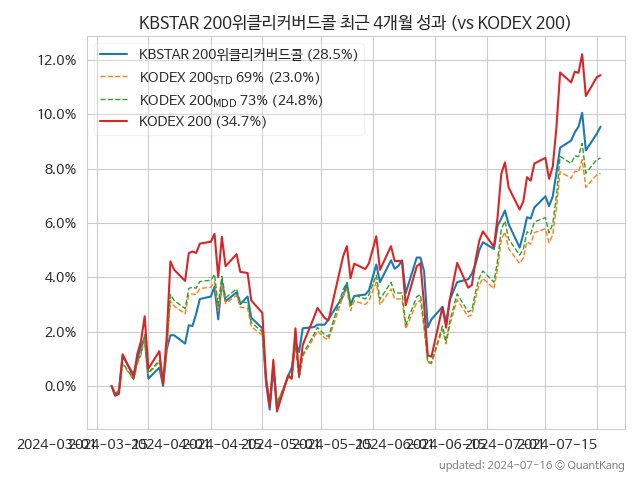 KBSTAR 200위클리커버드콜 최근 4개월 성과 (vs KODEX 200)
KBSTAR 200위클리커버드콜 (28.5%)
KODEX 200STD 69% (23.0%)
KODEX 200MDD 73% (24.8%)
KODEX 200 (34.7%)
12.0%
10.0%
8.0%
6.0%
4.0%
2.0%
0.0%
2024-03-01 2024-03-15 2024-04-01 2024-04-15 2024-05-01 2024-05-15 2024-06-01 2024-06-15 2024-07-01 2024-07-15
updated: 2024-07-16 © QuantKang